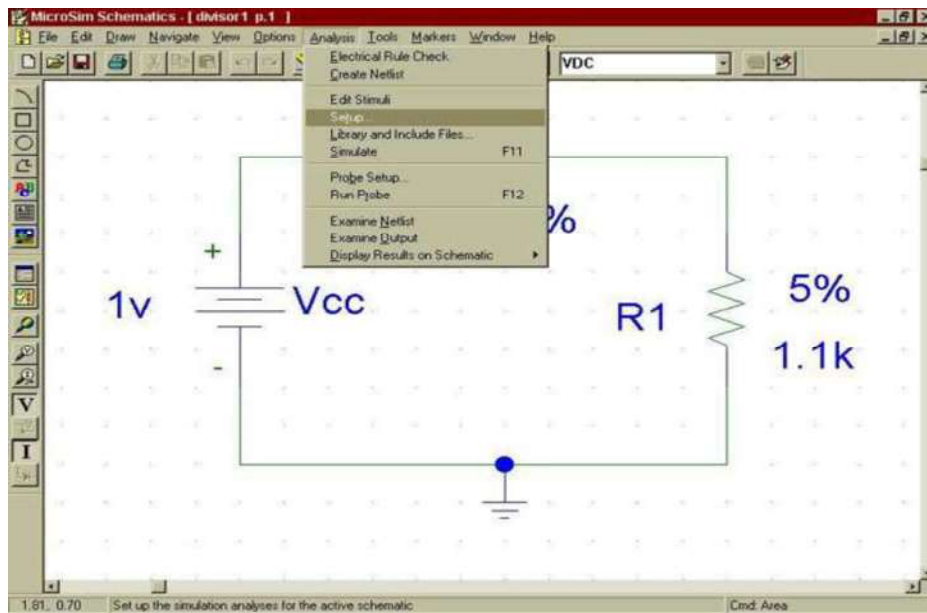 MicroSim Schematics - [ divisor1 p.1 ]
File Edit Draw Navigate View Options Analysis Tools Markers Window Help
VDC
Electrical Rule Check
Create Netlist
Edit Stimuli
Setup...
Library and Include Files...
Simulate F11
Probe Setup...
Run Probe F12
Examine Netlist
Examine Output
Display Results on Schematic
%
+
1v
Vcc
-
R1
5%
1.1k
V
I
1.81, 0.70 Set up the simulation analyses for the active schematic Cmd: Area